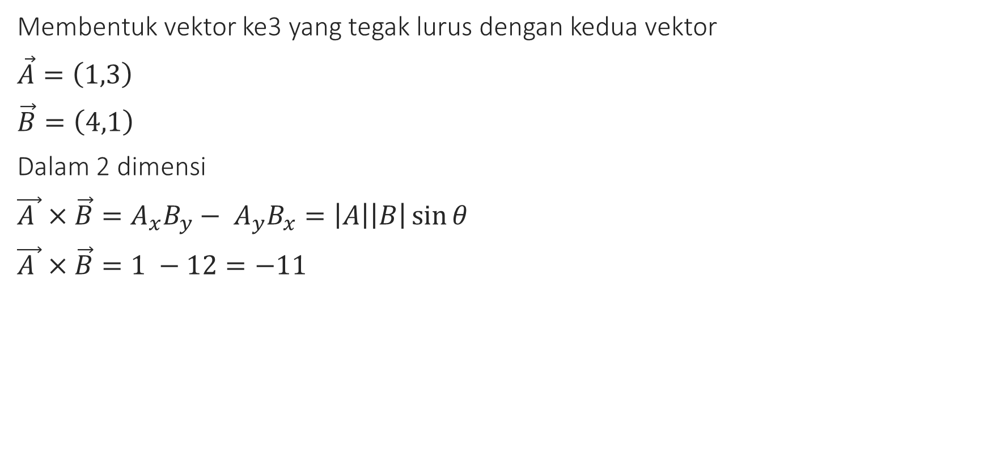 Membentuk vektor ke3 yang tegak lurus dengan kedua vektor
$\vec{A} = (1,3)$
$\vec{B} = (4,1)$
Dalam 2 dimensi
$\overrightarrow{A} \times \vec{B} = A_x B_y - A_y B_x = |A||B| \sin \theta$
$\overrightarrow{A} \times \vec{B} = 1 - 12 = -11$